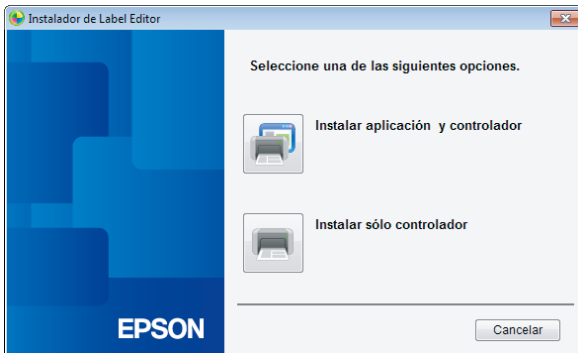 Instalador de Label Editor
Seleccione una de las siguientes opciones.
Instalar aplicación y controlador
Instalar sólo controlador
EPSON
Cancelar